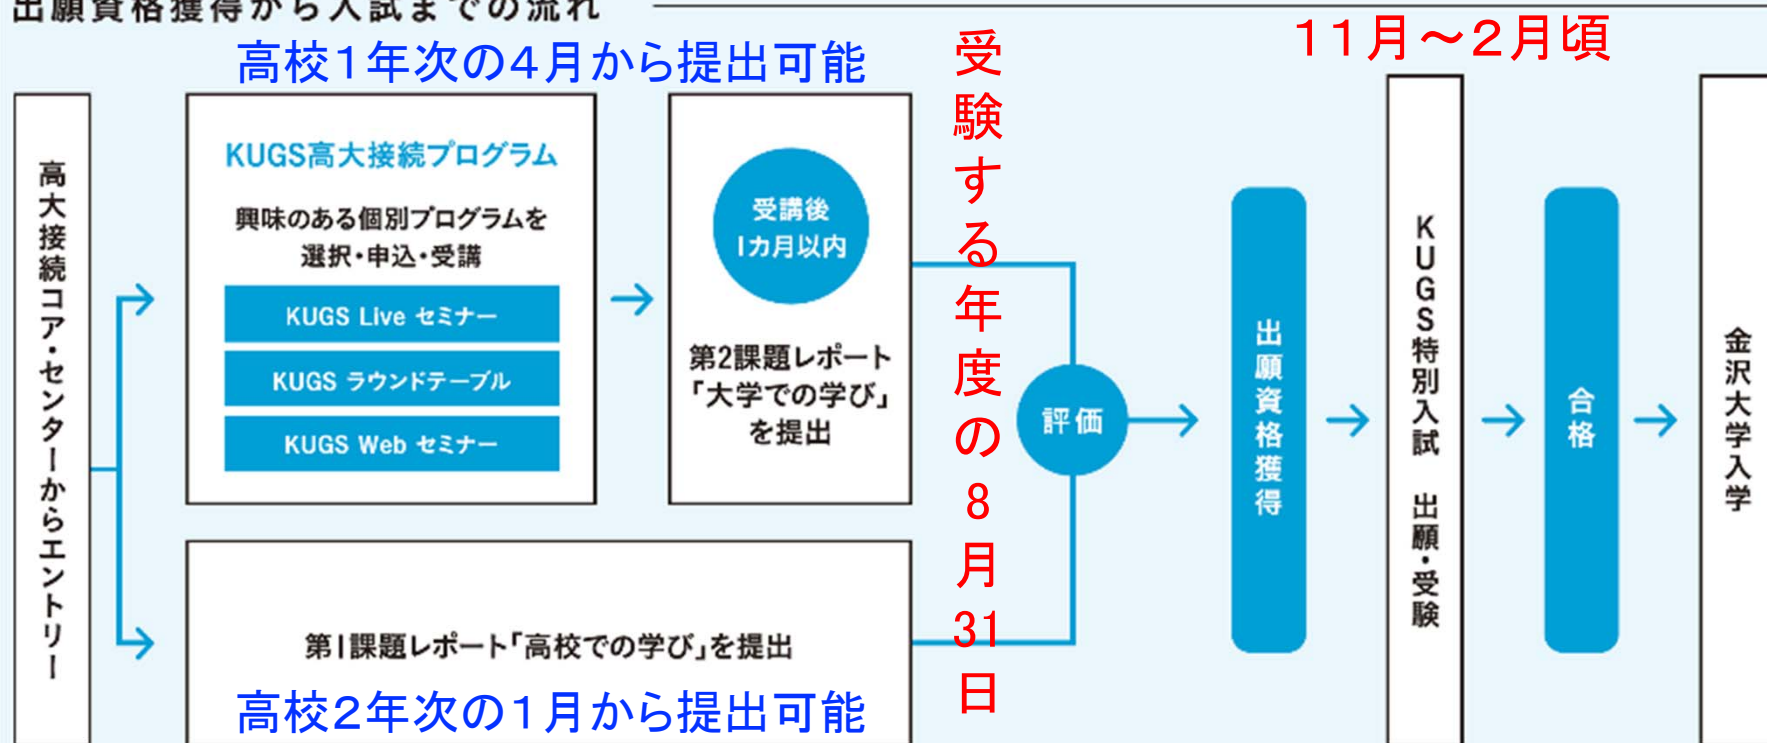 出願資格獲得から入試までの流れ
高校1年次の4月から提出可能
11月～2月頃
高大接続コア・センターからエントリー
KUGS高大接続プログラム
興味のある個別プログラムを
選択・申込・受講
KUGS Live セミナー
KUGS ラウンドテーブル
KUGS Web セミナー
受講後
1カ月以内
第2課題レポート
「大学での学び」
を提出
第1課題レポート「高校での学び」を提出
高校2年次の1月から提出可能
受験する年度の8月31日
評価
出願資格獲得
KUGS特別入試 出願・受験
合格
金沢大学入学